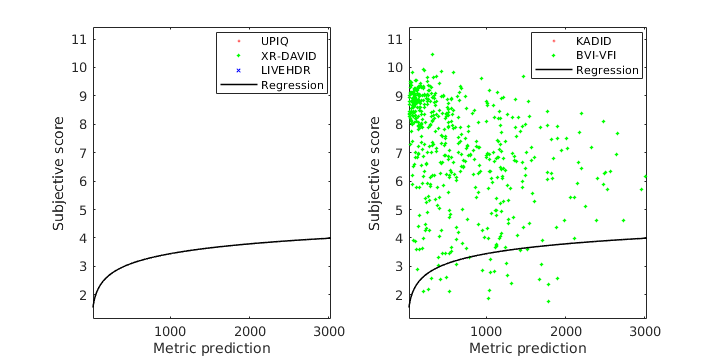 11
10
9
8
7
6
5
4
3
2
1000
2000
3000
Metric prediction
Subjective score
UPIQ
XR-DAVID
LIVEHDR
Regression
11
10
9
8
7
6
5
4
3
2
1000
2000
3000
Metric prediction
Subjective score
KADID
BVI-VFI
Regression